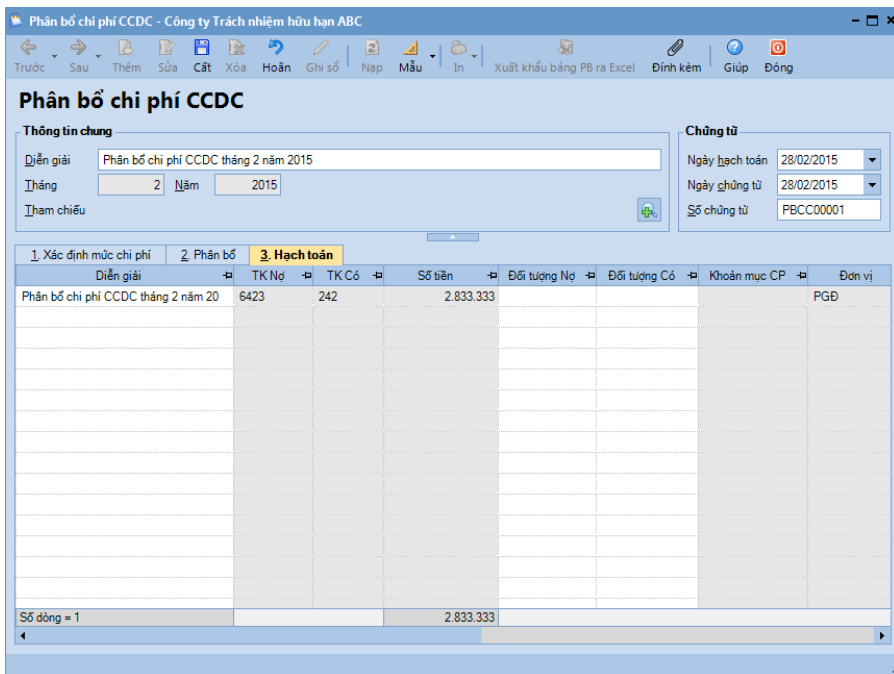 Phân bổ chi phí CCDC - Công ty Trách nhiệm hữu hạn ABC
Trước Sau Thêm Sửa Cất Xóa Hoãn Ghi sổ Nạp Mẫu In Xuất khẩu bảng PB ra Excel Đính kèm Giúp Đóng
Phân bổ chi phí CCDC
Thông tin chung
Diễn giải Phân bổ chi phí CCDC tháng 2 năm 2015
Tháng 2 Năm 2015
Tham chiếu
Chứng từ
Ngày hạch toán 28/02/2015
Ngày chứng từ 28/02/2015
Số chứng từ PBCC00001
1. Xác định mức chi phí 2. Phân bổ 3. Hạch toán
Diễn giải TK Nợ TK Có Số tiền Đối tượng Nợ Đối tượng Có Khoản mục CP Đơn vị
Phân bổ chi phí CCDC tháng 2 năm 20 6423 242 2.833.333 PGĐ
Số dòng = 1 2.833.333